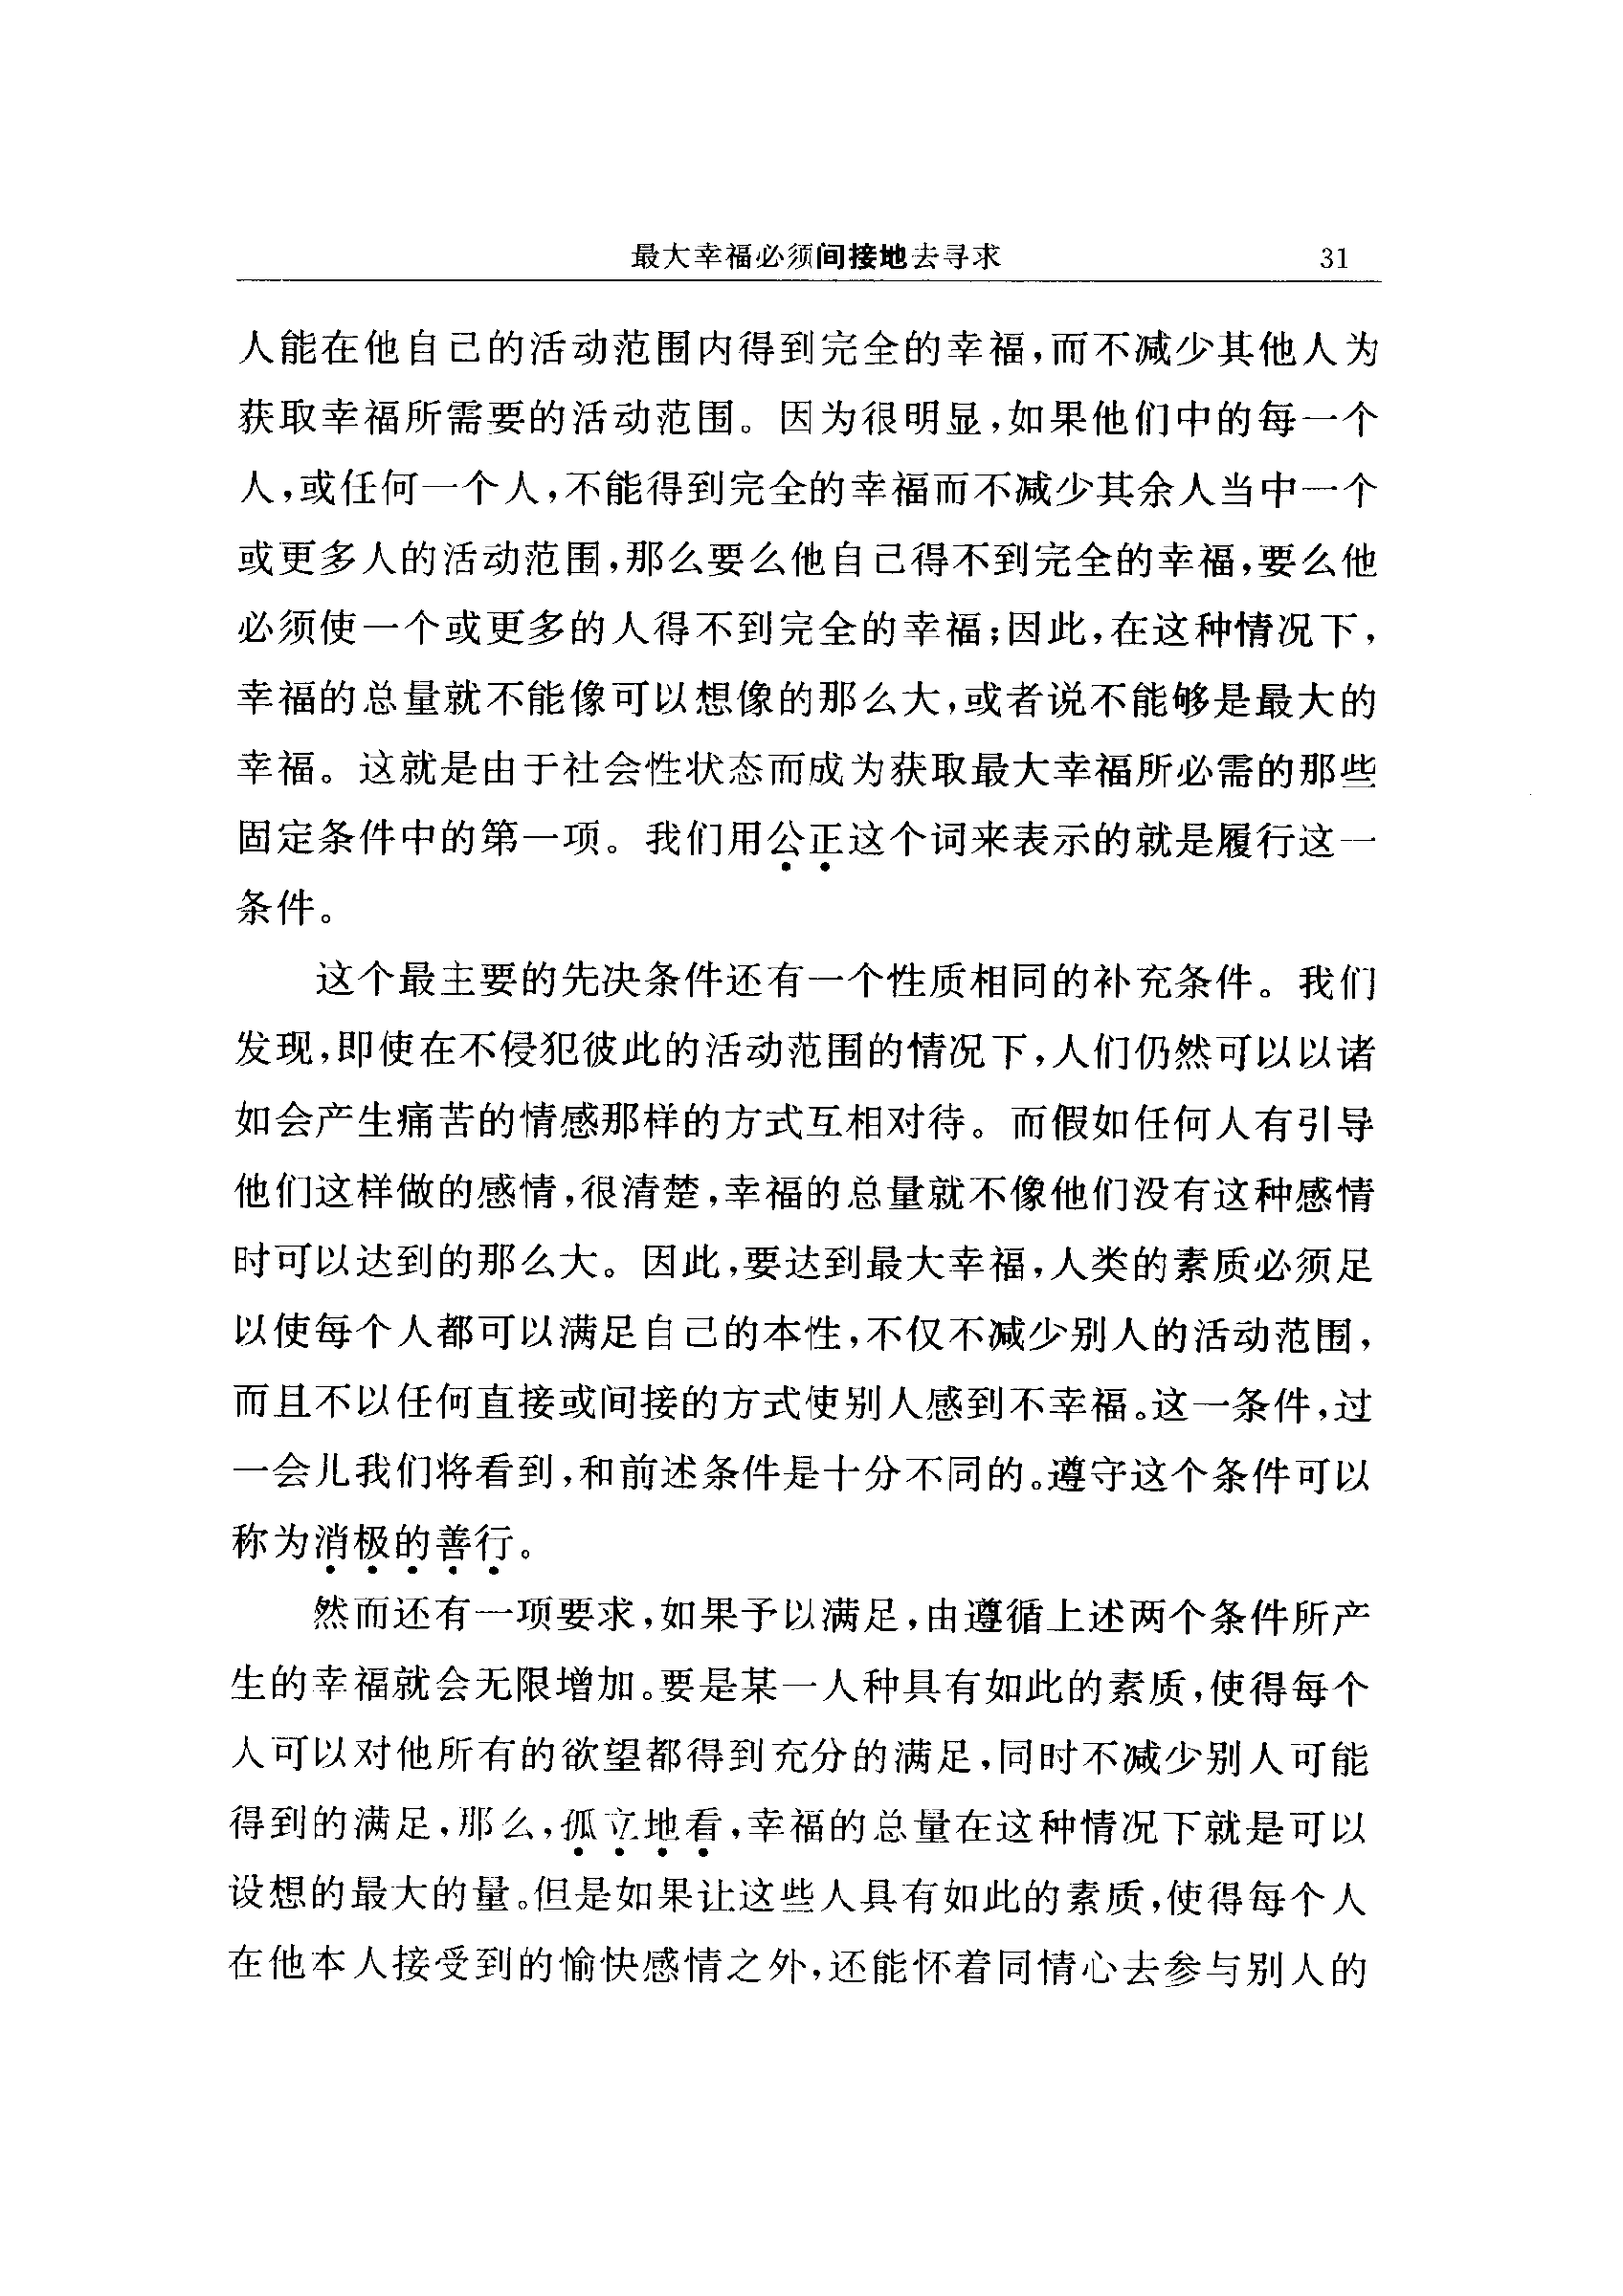 最大幸福必须间接地去寻求 31
人能在他自己的活动范围内得到完全的幸福，而不减少其他人为
获取幸福所需要的活动范围。因为很明显，如果他们中的每一个
人，或任何一个人，不能得到完全的幸福而不减少其余人当中一个
或更多人的活动范围，那么要么他自己得不到完全的幸福，要么他
必须使一个或更多的人得不到完全的幸福；因此，在这种情况下，
幸福的总量就不能像可以想像的那么大，或者说不能够是最大的
幸福。这就是由于社会性状态而成为获取最大幸福所必需的那些
固定条件中的第一项。我们用公正这个词来表示的就是履行这一
条件。
这个最主要的先决条件还有一个性质相同的补充条件。我们
发现，即使在不侵犯彼此的活动范围的情况下，人们仍然可以以诸
如会产生痛苦的情感那样的方式互相对待。而假如任何人有引导
他们这样做的感情，很清楚，幸福的总量就不像他们没有这种感情
时可以达到的那么大。因此，要达到最大幸福，人类的素质必须足
以使每个人都可以满足自己的本性，不仅不减少别人的活动范围，
而且不以任何直接或间接的方式使别人感到不幸福。这一条件，过
一会儿我们将看到，和前述条件是十分不同的。遵守这个条件可以
称为消极的善行。
然而还有一项要求，如果予以满足，由遵循上述两个条件所产
生的幸福就会无限增加。要是某一人种具有如此的素质，使得每个
人可以对他所有的欲望都得到充分的满足，同时不减少别人可能
得到的满足，那么，孤立地看，幸福的总量在这种情况下就是可以
设想的最大的量。但是如果让这些人具有如此的素质，使得每个人
在他本人接受到的愉快感情之外，还能怀着同情心去参与别人的